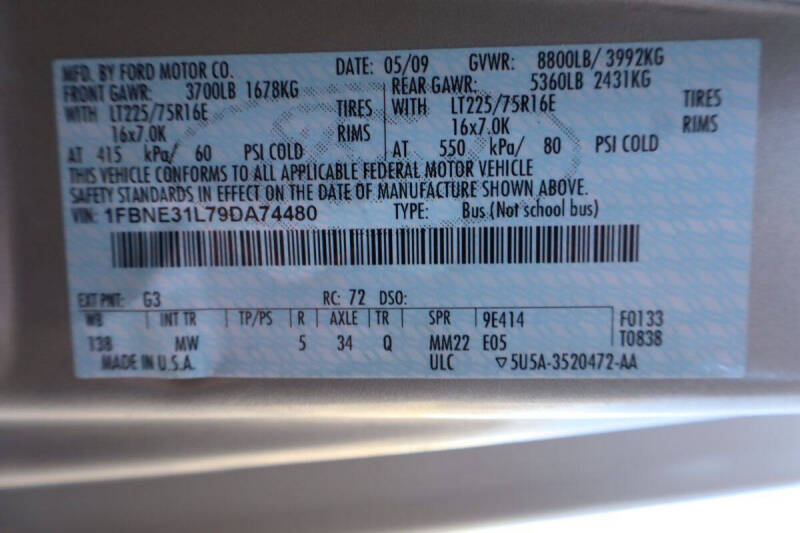 MFD. BY FORD MOTOR CO. DATE: 05/09 GVWR: 8800LB/ 3992KG
FRONT GAWR: 3700LB 1678KG REAR GAWR: 5360LB 2431KG
WITH LT225/75R16E TIRES WITH LT225/75R16E TIRES
16x7.0K RIMS 16x7.0K RIMS
AT 415 kPa/ 60 PSI COLD AT 550 kPa/ 80 PSI COLD
THIS VEHICLE CONFORMS TO ALL APPLICABLE FEDERAL MOTOR VEHICLE
SAFETY STANDARDS IN EFFECT ON THE DATE OF MANUFACTURE SHOWN ABOVE.
VIN: 1FBNE31L79DA74480 TYPE: Bus (Not school bus)
EXT PNT: G3 RC: 72 DSO:
WB INT TR TP/PS R AXLE TR SPR 9E414 F0133
138 MW 5 34 Q MM22 E05 T0838
MADE IN U.S.A. ULC ▽5U5A-3520472-AA